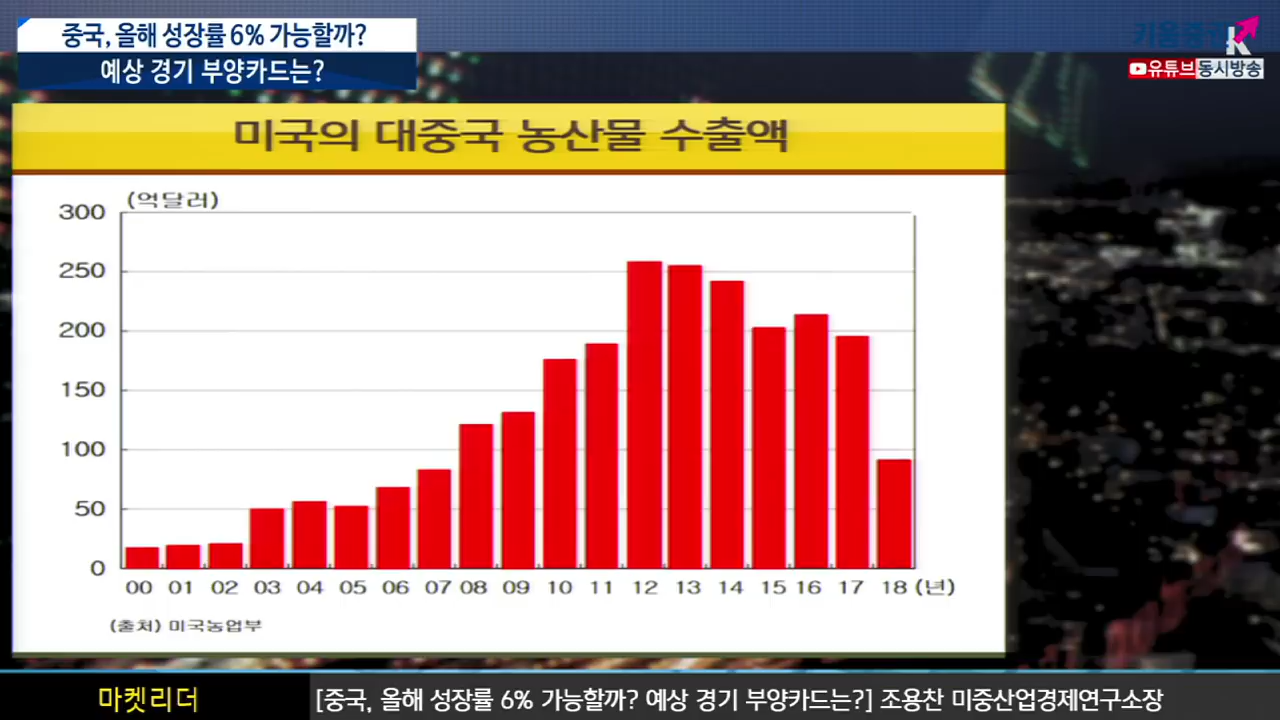 중국, 올해 성장률 6% 가능할까?
예상 경기 부양카드는?
키움증권
K
유튜브 동시방송
미국의 대중국 농산물 수출액
(억달러)
300
250
200
150
100
50
0
00 01 02 03 04 05 06 07 08 09 10 11 12 13 14 15 16 17 18 (년)
(출처) 미국농업부
마켓리더 [중국, 올해 성장률 6% 가능할까? 예상 경기 부양카드는?] 조용찬 미중산업경제연구소장